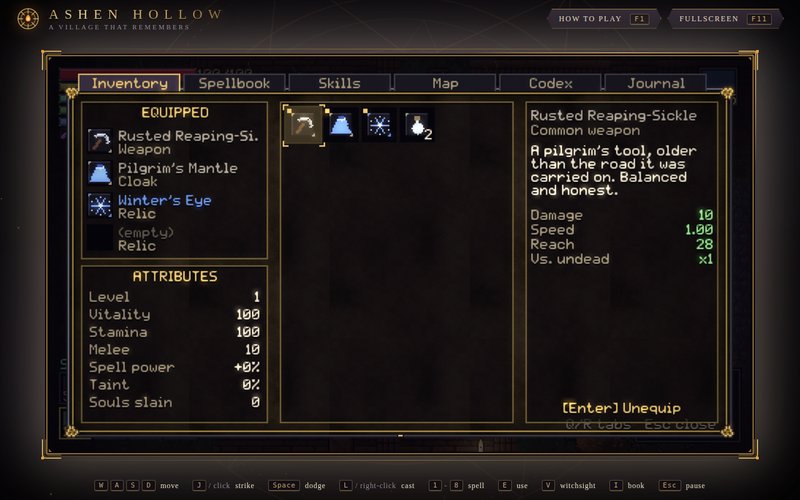 ASHEN HOLLOW
A VILLAGE THAT REMEMBERS
HOW TO PLAY F1
FULLSCREEN F11
Inventory
Spellbook
Skills
Map
Codex
Journal
EQUIPPED
Rusted Reaping-Si.
Weapon
Pilgrim's Mantle
Cloak
Winter's Eye
Relic
(empty)
Relic
ATTRIBUTES
Level 1
Vitality 100
Stamina 100
Melee 10
Spell power +0%
Taint 0%
Souls slain 0
2
Rusted Reaping-Sickle
Common weapon
A pilgrim's tool, older
than the road it was
carried on. Balanced
and honest.
Damage 10
Speed 1.00
Reach 28
Vs. undead x1
[Enter] Unequip
Q/R tabs Esc close
W A S D move J / click strike Space dodge L / right-click cast 1 - 8 spell E use V witchsight I book Esc pause